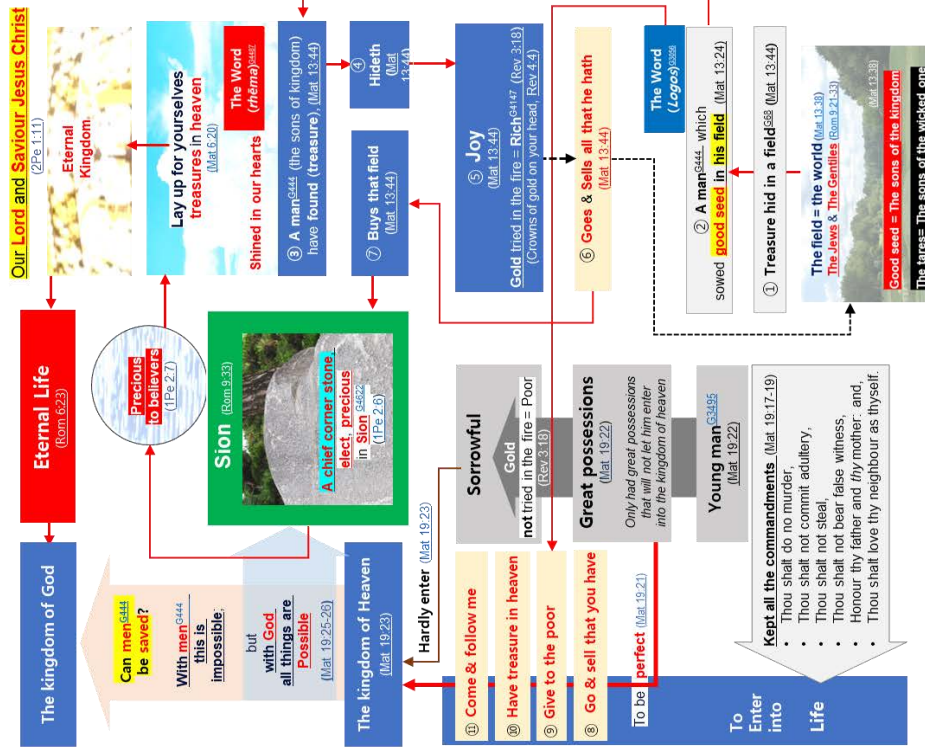 Our Lord and Saviour Jesus Christ
(2Pe 1:11)
Eternal
Kingdom
The kingdom of God
Eternal Life
(Rom 6:23)
Can men G444
be saved?
With men G444
this is
impossible;
but
with God
all things are
Possible
(Mat 19:25-26)
The kingdom of Heaven
(Mat 19:23)
Hardly enter (Mat 19:23)
Precious
to believers
(1Pe 2:7)
Sion (Rom 9:33)
A chief corner stone,
elect, precious
in Sion G4622
(1Pe 2:6)
Lay up for yourselves
treasures in heaven
(Mat 6:20)
The Word
(rhēma)G4487
Shined in our hearts
③ A man G444 (the sons of kingdom)
have found (treasure), (Mat 13:44)
④
Hideth
(Mat
13:44)
⑦ Buys that field
(Mat 13:44)
⑤ Joy
(Mat 13:44)
Gold tried in the fire = Rich G4147 (Rev 3:18)
(Crowns of gold on your head, Rev 4:4)
⑥ Goes & Sells all that he hath
(Mat 13:44)
The Word
(Logos)G3056
② A man G444 which
sowed good seed in his field (Mat 13:24)
① Treasure hid in a field G68 (Mat 13:44)
The field = the world (Mat 13:38)
The Jews & The Gentiles (Rom 9:21-33)
(Mat 13:38)
Good seed = The sons of the kingdom
The tares= The sons of the wicked one
Sorrowful
Gold
(Rev 3:18)
not tried in the fire = Poor
Great possessions
(Mat 19:22)
Only had great possessions
that will not let him enter
into the kingdom of heaven
Young man G3495
(Mat 19:22)
⑪ Come & follow me
⑩ Have treasure in heaven
⑨ Give to the poor
⑧ Go & sell that you have
To be perfect (Mat 19:21)
To
Enter
into
Life
Kept all the commandments (Mat 19:17-19)
• Thou shalt do no murder,
• Thou shalt not commit adultery,
• Thou shalt not steal,
• Thou shalt not bear false witness,
• Honour thy father and thy mother: and,
• Thou shalt love thy neighbour as thyself.